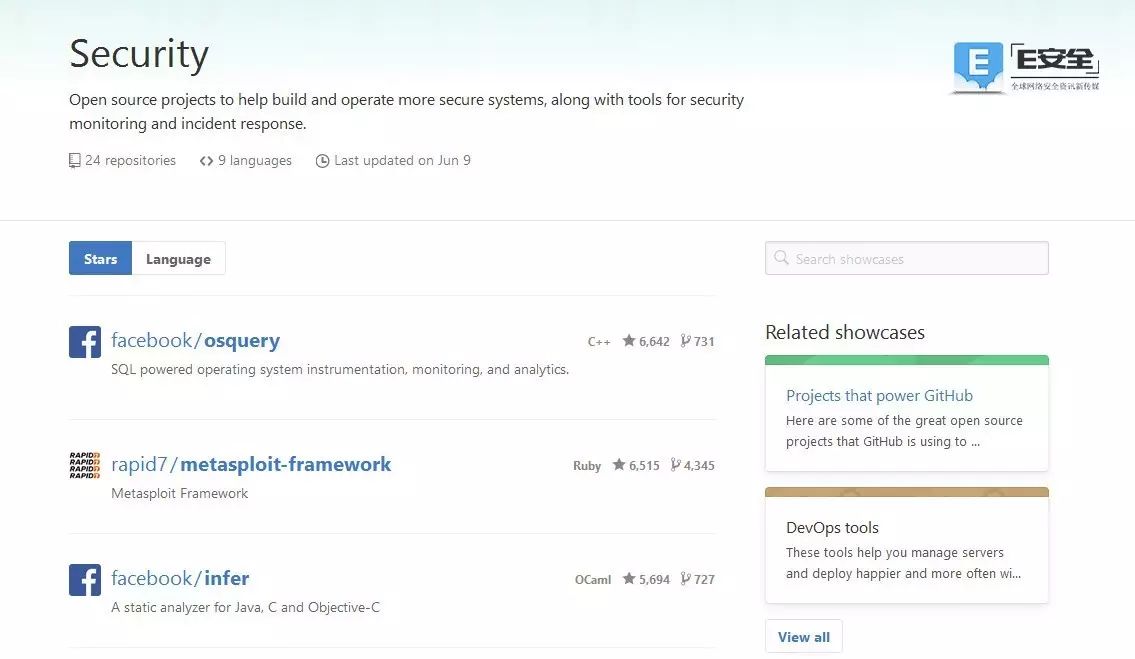 Security
E
E安全
全球网络安全资讯新传媒
Open source projects to help build and operate more secure systems, along with tools for security
monitoring and incident response.
24 repositories <> 9 languages Last updated on Jun 9
Stars Language
Search showcases
facebook/osquery C++ 6,642 731
SQL powered operating system instrumentation, monitoring, and analytics.
RAPID7
RAPID7
RAPID7
RAPID7
rapid7/metasploit-framework Ruby 6,515 4,345
Metasploit Framework
facebook/infer OCaml 5,694 727
A static analyzer for Java, C and Objective-C
Related showcases
Projects that power GitHub
Here are some of the great open source
projects that GitHub is using to ...
DevOps tools
These tools help you manage servers
and deploy happier and more often wi...
View all